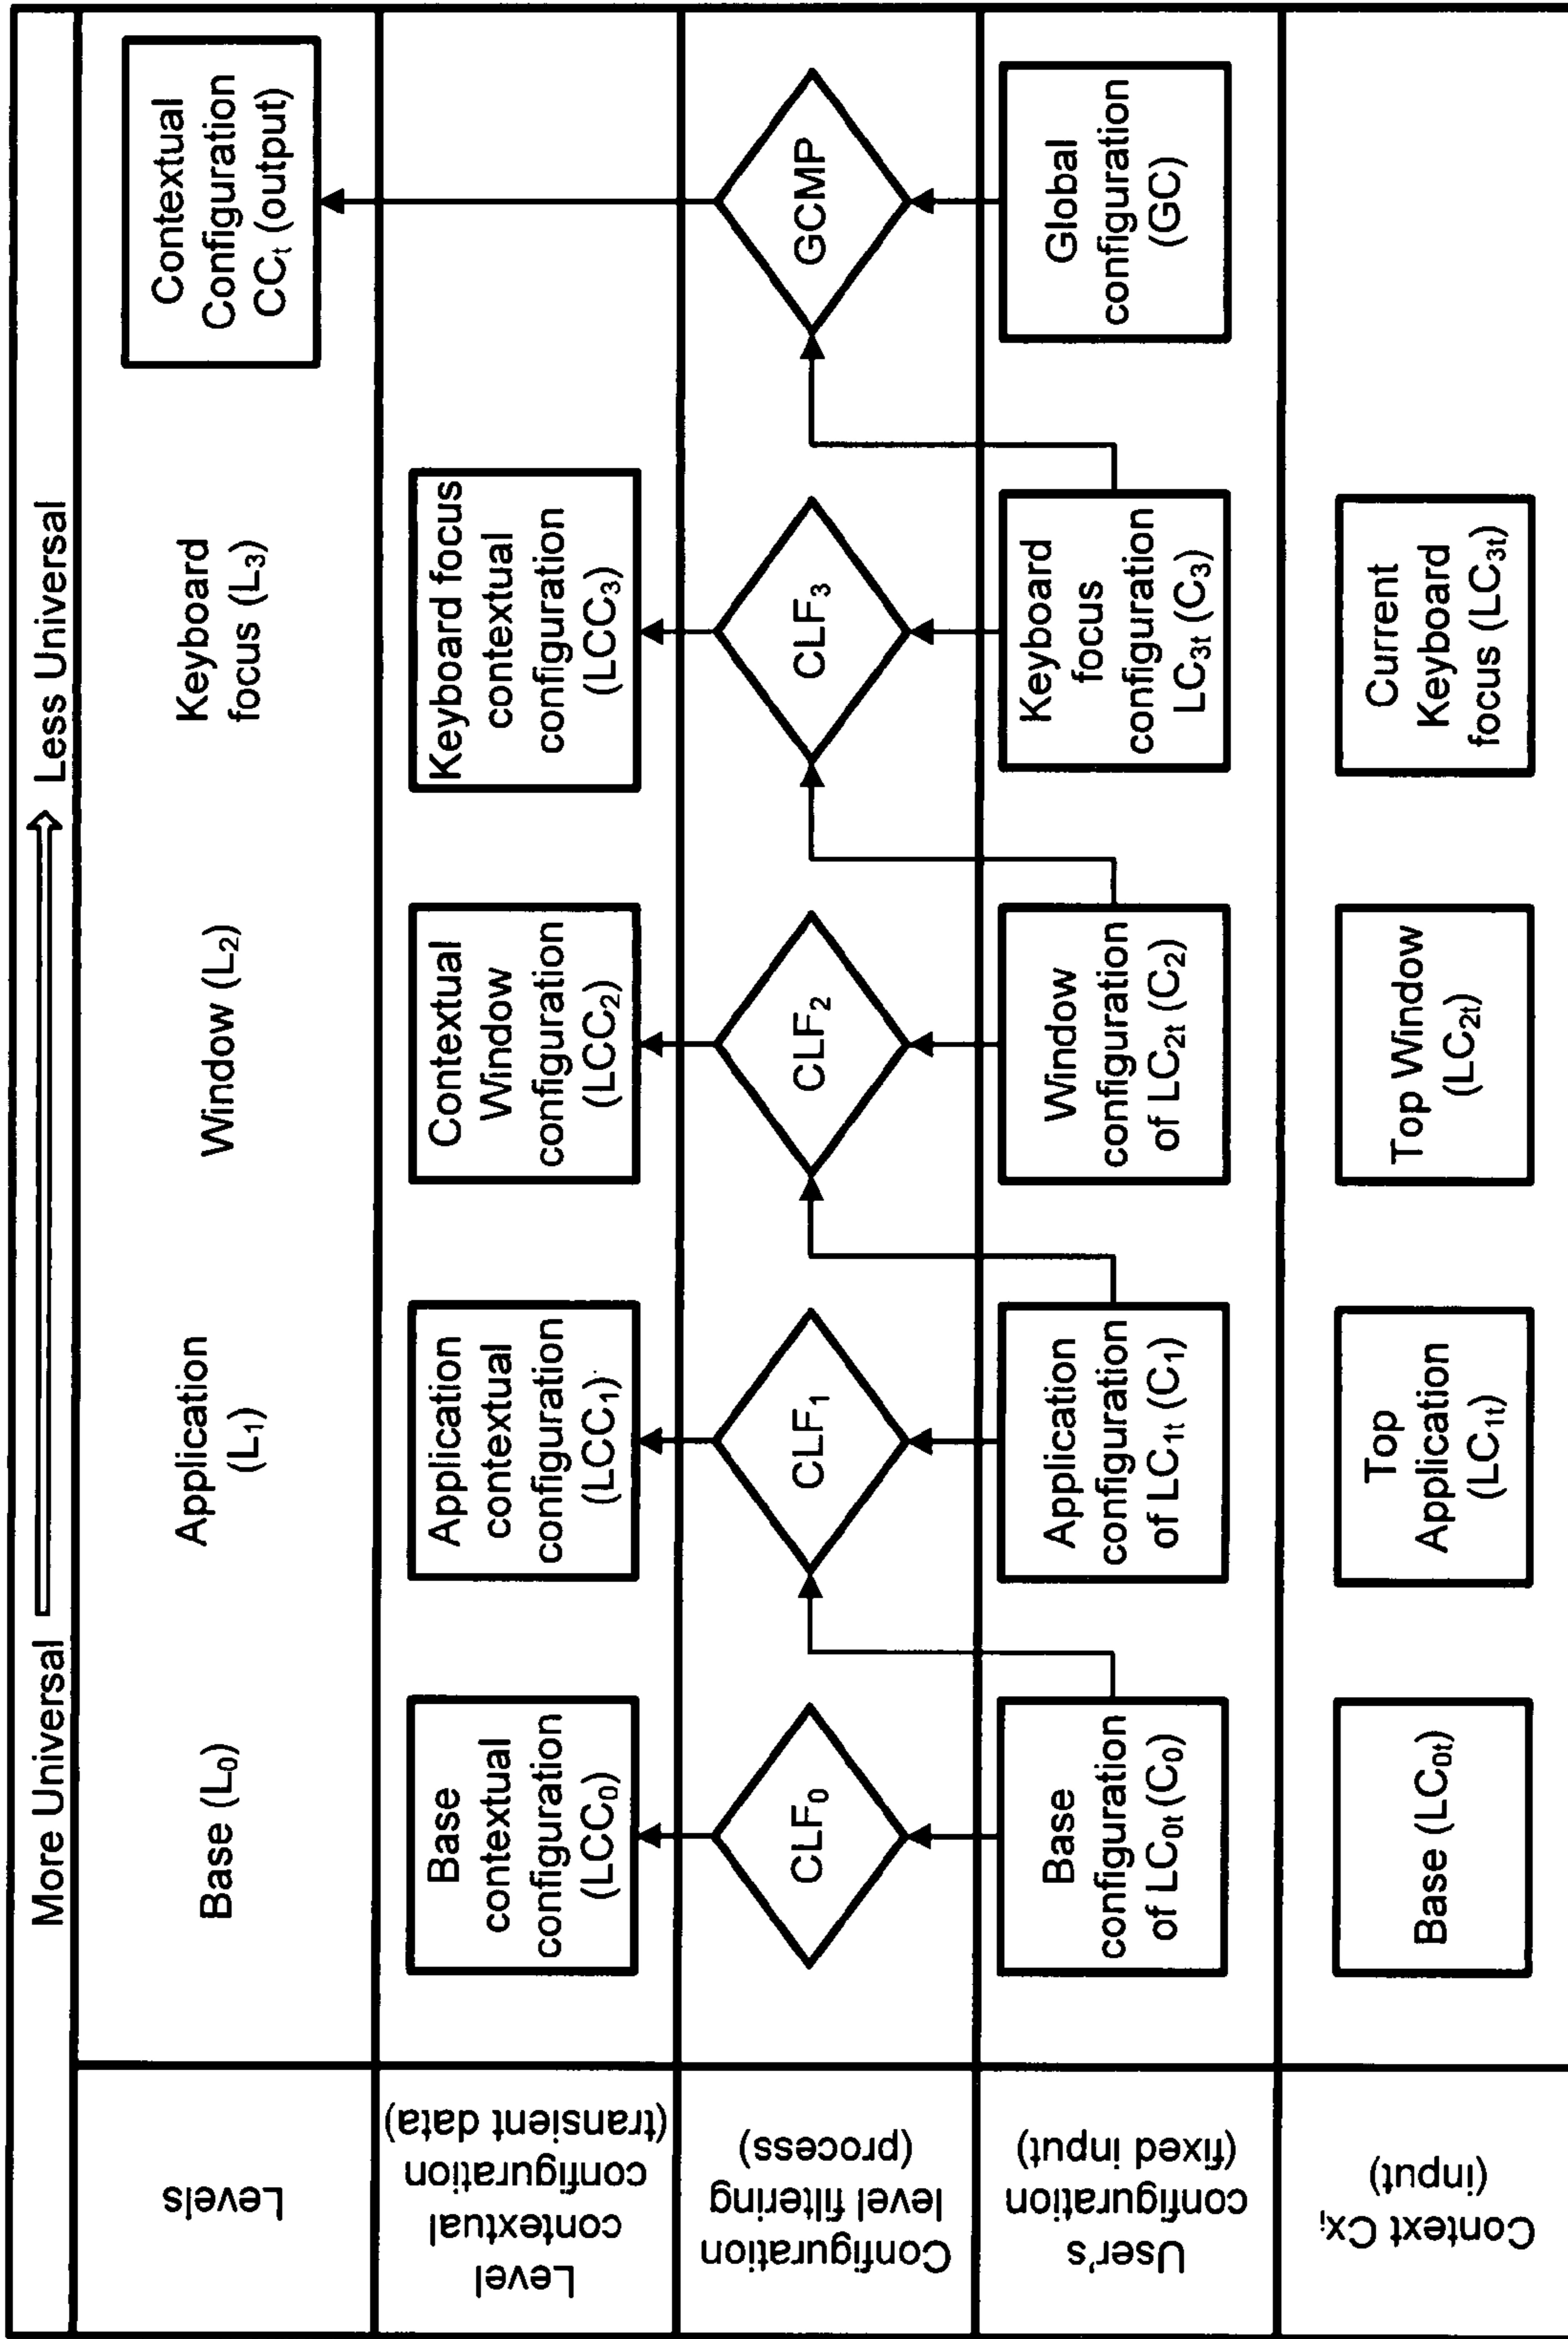 More Universal
Less Universal
Levels
Base (L0)
Application
(L1)
Window (L2)
Keyboard
focus (L3)
Contextual
Configuration
CCt (output)
Level
contextual
configuration
(transient data)
Base
contextual
configuration
(LCC0)
Application
contextual
configuration
(LCC1)
Contextual
Window
configuration
(LCC2)
Keyboard focus
contextual
configuration
(LCC3)
Configuration
level filtering
(process)
CLF0
CLF1
CLF2
CLF3
GCMP
User's
configuration
(fixed input)
Base
configuration
of LC0t (C0)
Application
configuration
of LC1t (C1)
Window
configuration
of LC2t (C2)
Keyboard
focus
configuration
LC3t (C3)
Global
configuration
(GC)
Context Cxi
(input)
Base (LC0t)
Top
Application
(LC1t)
Top Window
(LC2t)
Current
Keyboard
focus (LC3t)